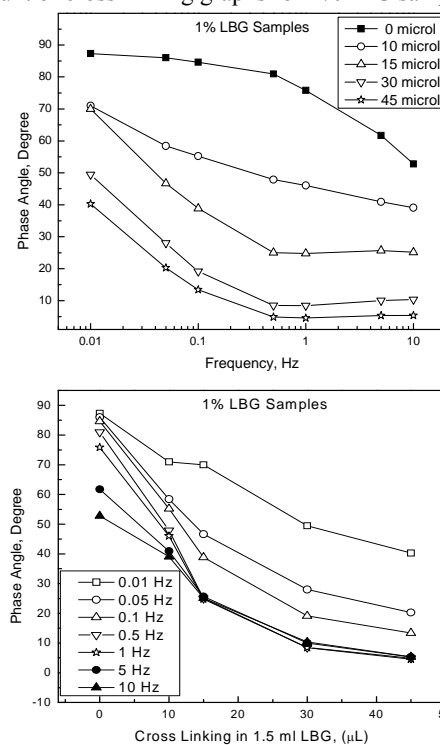 1% LBG Samples
0 microl
10 microl
15 microl
30 microl
45 microl
90
80
70
60
50
40
30
20
10
Phase Angle, Degree
0.01
0.1
1
10
Frequency, Hz
1% LBG Samples
90
80
70
60
50
40
30
20
10
0
-10
Phase Angle, Degree
0.01 Hz
0.05 Hz
0.1 Hz
0.5 Hz
1 Hz
5 Hz
10 Hz
0
10
20
30
40
Cross Linking in 1.5 ml LBG, (μL)